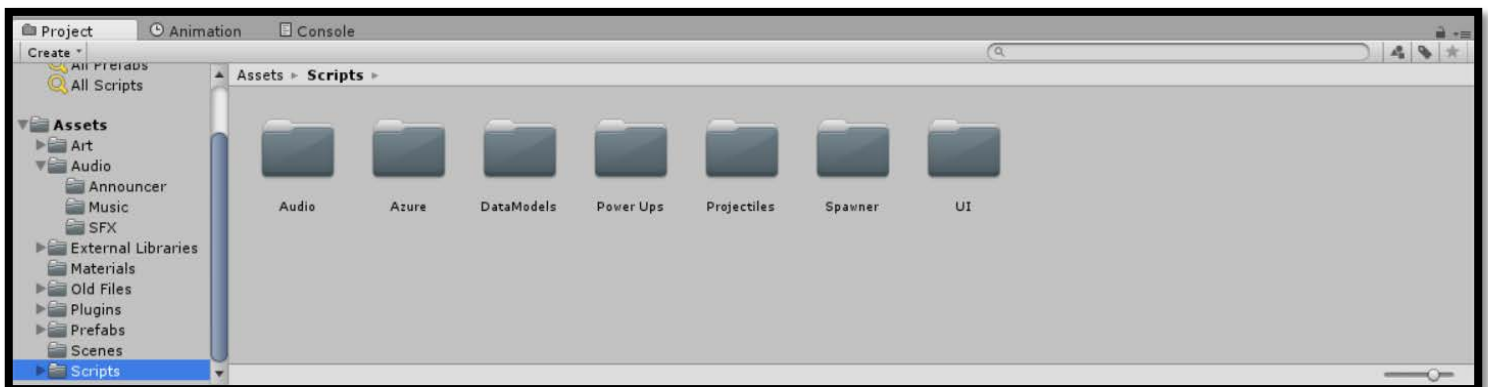 Project Animation Console
Create
All Prefabs
All Scripts
Assets
Art
Audio
Announcer
Music
SFX
External Libraries
Materials
Old Files
Plugins
Prefabs
Scenes
Scripts
Assets Scripts
Audio Azure DataModels Power Ups Projectiles Spawner UI